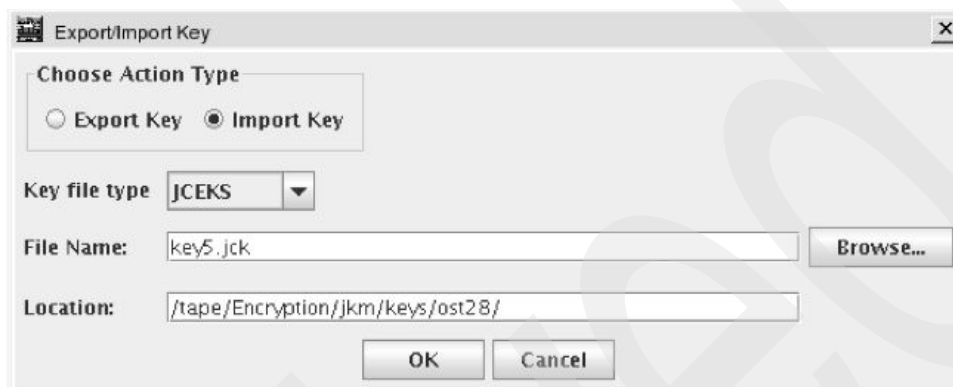 Export/Import Key
Choose Action Type
Export Key Import Key
Key file type JCEKS
File Name: key5.jck Browse...
Location: /tape/Encryption/jkm/keys/ost28/
OK Cancel